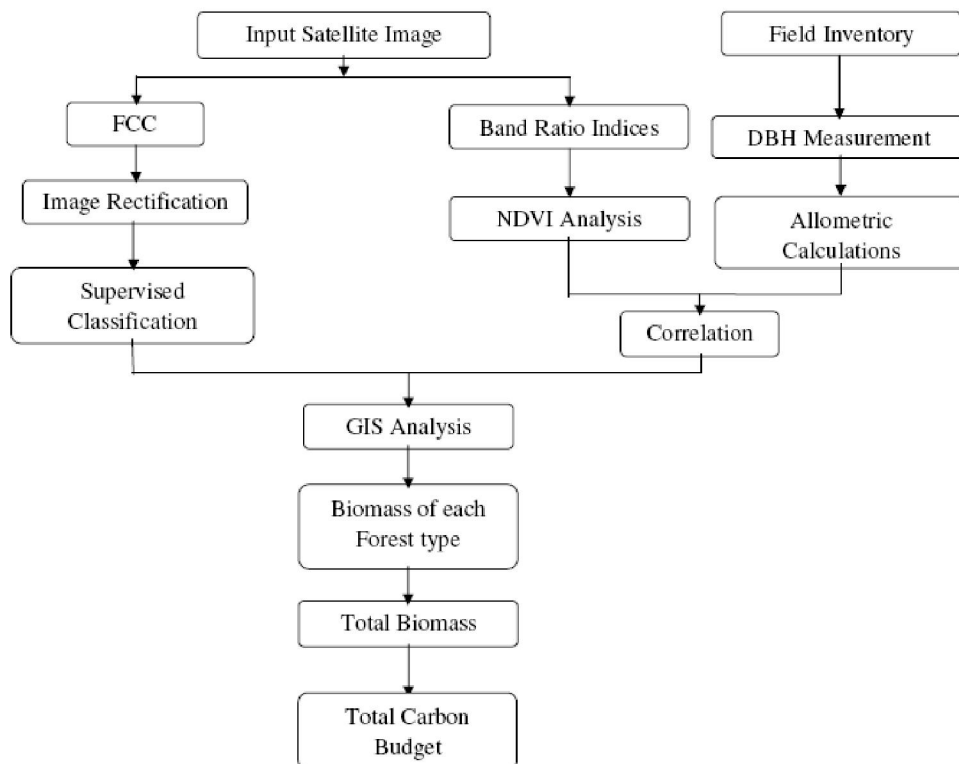 Input Satellite Image
Field Inventory
FCC
Band Ratio Indices
DBH Measurement
Image Rectification
NDVI Analysis
Allometric
Calculations
Supervised
Classification
Correlation
GIS Analysis
Biomass of each
Forest type
Total Biomass
Total Carbon
Budget